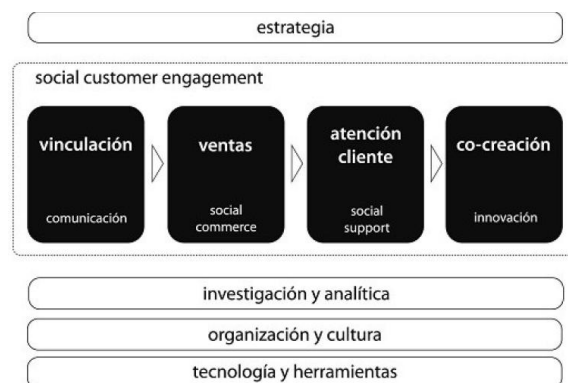 estrategia
social customer engagement
vinculación
comunicación
ventas
social
commerce
atención
cliente
social
support
co-creación
innovación
investigación y analítica
organización y cultura
tecnología y herramientas